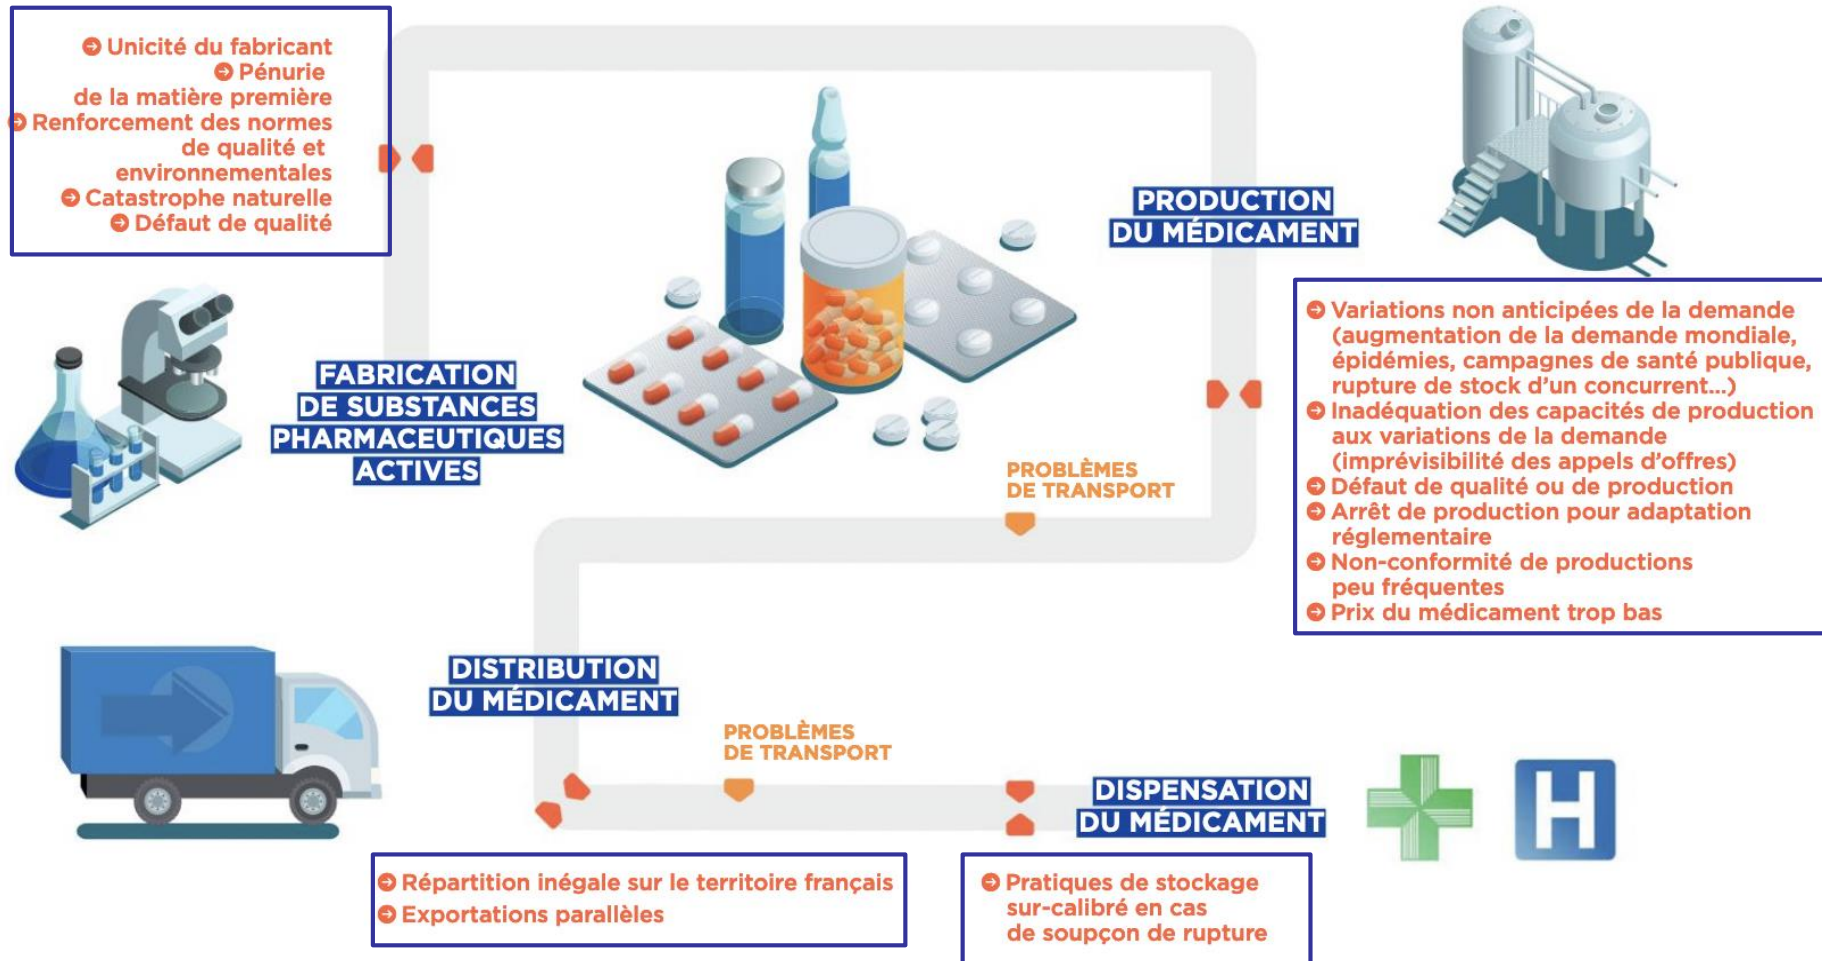 ➔ Unicité du fabricant
➔ Pénurie
de la matière première
➔ Renforcement des normes
de qualité et
environnementales
➔ Catastrophe naturelle
➔ Défaut de qualité
FABRICATION
DE SUBSTANCES
PHARMACEUTIQUES
ACTIVES
PRODUCTION
DU MÉDICAMENT
➔ Variations non anticipées de la demande
(augmentation de la demande mondiale,
épidémies, campagnes de santé publique,
rupture de stock d’un concurrent...)
➔ Inadéquation des capacités de production
aux variations de la demande
(imprévisibilité des appels d’offres)
➔ Défaut de qualité ou de production
➔ Arrêt de production pour adaptation
réglementaire
➔ Non-conformité de productions
peu fréquentes
➔ Prix du médicament trop bas
PROBLÈMES
DE TRANSPORT
DISTRIBUTION
DU MÉDICAMENT
PROBLÈMES
DE TRANSPORT
➔ Répartition inégale sur le territoire français
➔ Exportations parallèles
DISPENSATION
DU MÉDICAMENT
H
➔ Pratiques de stockage
sur-calibré en cas
de soupçon de rupture